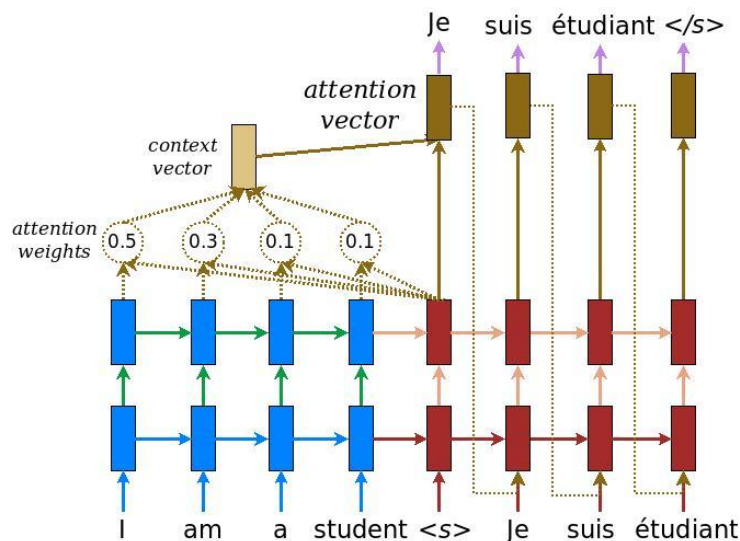 Je suis étudiant </s>
attention
vector
context
vector
attention
weights
0.5 0.3 0.1 0.1
I am a student <s> Je suis étudiant